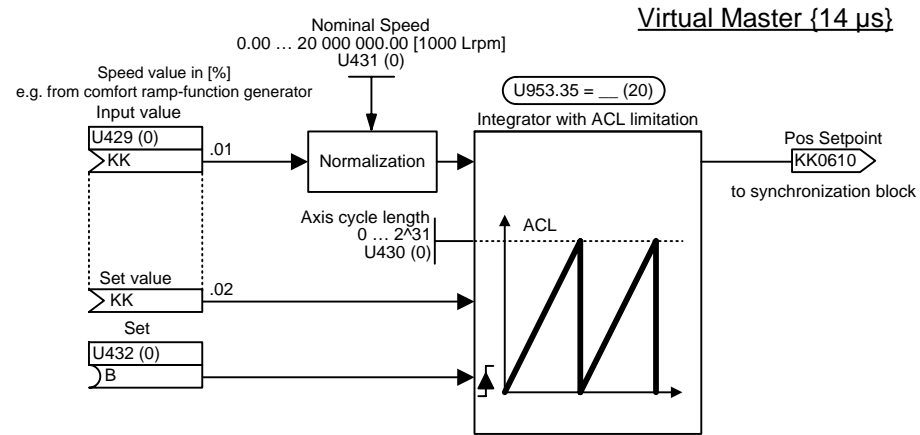 Virtual Master {14 µs}
Nominal Speed
0.00 … 20 000 000.00 [1000 Lrpm]
U431 (0)
Speed value in [%]
e.g. from comfort ramp-function generator
Input value
U429 (0)
KK
.01
Normalization
U953.35 = __ (20)
Integrator with ACL limitation
Pos Setpoint
KK0610
to synchronization block
Axis cycle length
0 … 2^31
U430 (0)
ACL
Set value
KK
.02
Set
U432 (0)
B